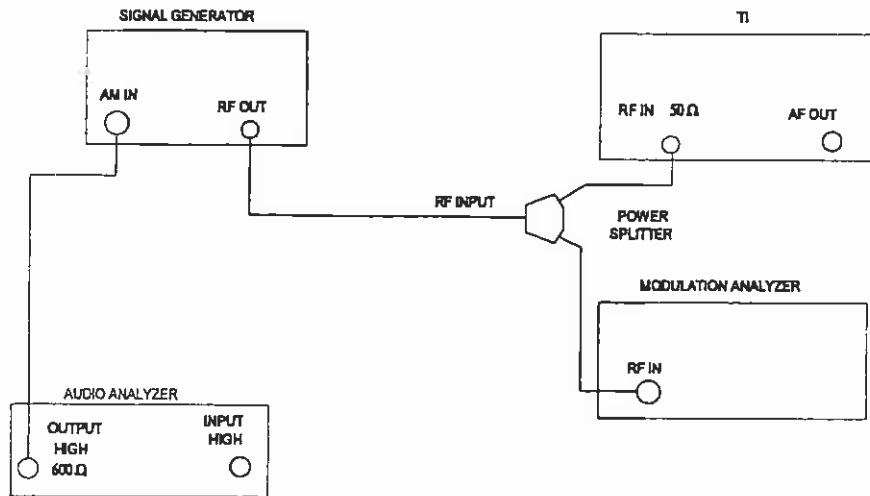 SIGNAL GENERATOR
TI
AM IN
RF OUT
RF IN 50 Ω
AF OUT
RF INPUT
POWER
SPLITTER
MODULATION ANALYZER
RF IN
AUDIO ANALYZER
OUTPUT
HIGH
600 Ω
INPUT
HIGH